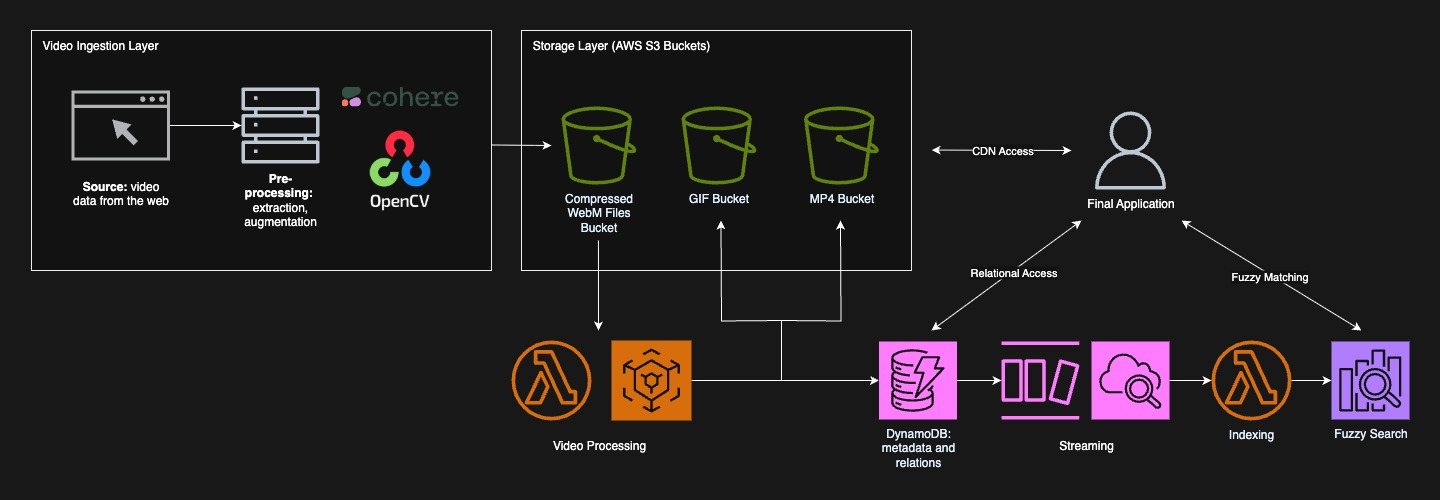 Video Ingestion Layer
cohere
OpenCV
Source: video
data from the web
Pre-
processing:
extraction,
augmentation
Storage Layer (AWS S3 Buckets)
Compressed
WebM Files
Bucket
GIF Bucket
MP4 Bucket
CDN Access
Final Application
Relational Access
Fuzzy Matching
Video Processing
DynamoDB:
metadata and
relations
Streaming
Indexing
Fuzzy Search